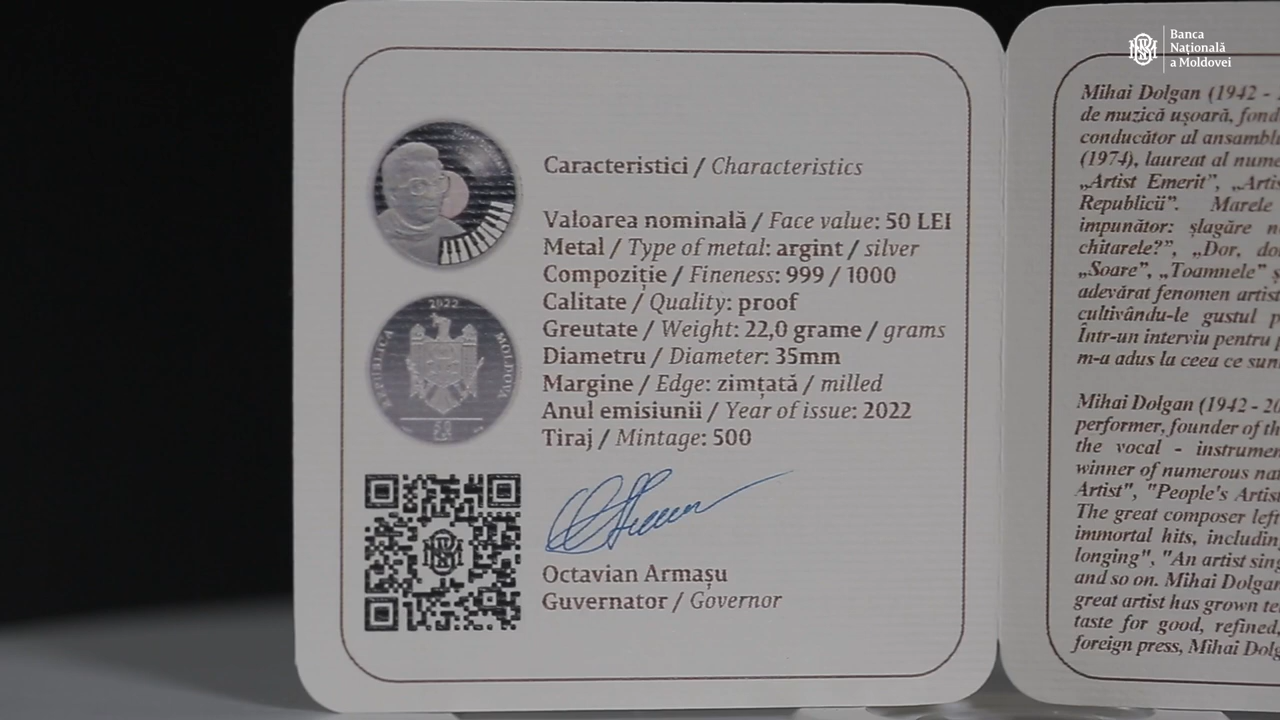 Banca
Națională
a Moldovei
Caracteristici / Characteristics
Valoarea nominală / Face value: 50 LEI
Metal / Type of metal: argint / silver
Compoziție / Fineness: 999 / 1000
Calitate / Quality: proof
Greutate / Weight: 22,0 grame / grams
Diametru / Diameter: 35mm
Margine / Edge: zimțată / milled
Anul emisiunii / Year of issue: 2022
Tiraj / Mintage: 500
Octavian Armașu
Guvernator / Governor
2022
REPUBLICA
MOLDOVA
50
LEI
Mihai Dolgan (1942 -
de muzică ușoară, fond
conducător al ansamblu
(1974), laureat al nume
„Artist Emerit”, „Artis
Republicii”. Marele
impunător: șlagăre n
chitarele?”, „Dor, do
„Soare”, „Toamnele” ș
adevărat fenomen artis
cultivându-le gustul p
Într-un interviu pentru p
m-a adus la ceea ce sun
Mihai Dolgan (1942 - 20
performer, founder of th
the vocal - instrumen
winner of numerous na
Artist", "People's Artis
The great composer left
immortal hits, including
longing", "An artist sing
and so on. Mihai Dolgan
great artist has grown te
taste for good, refined,
foreign press, Mihai Dolg